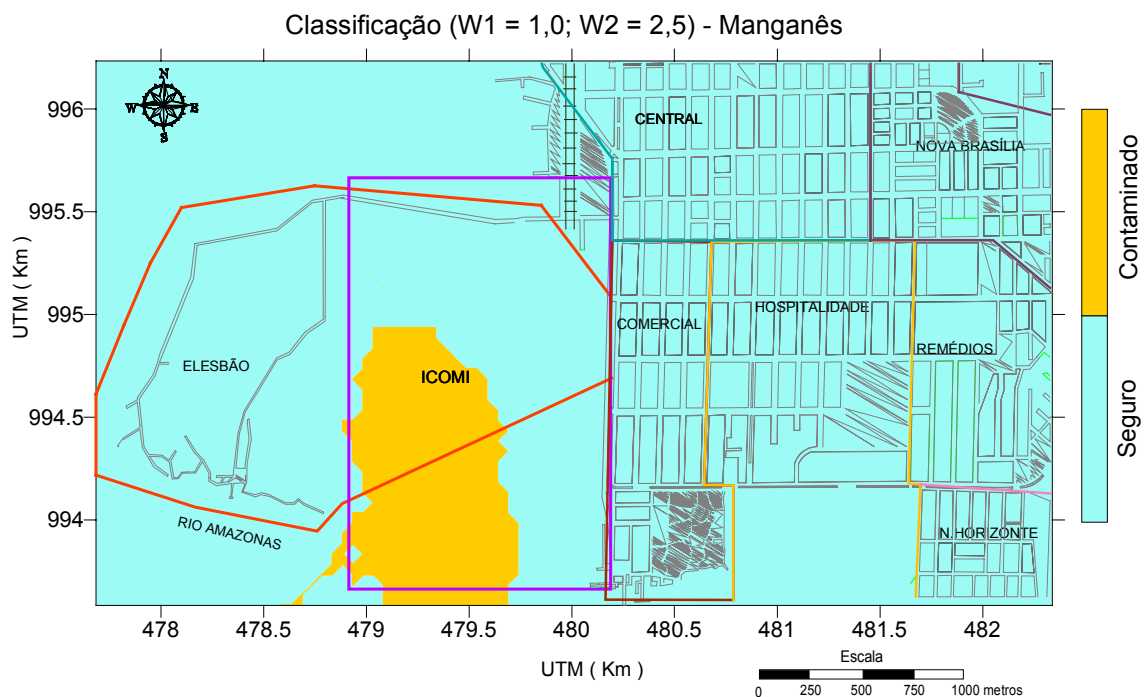 Classificação (W1 = 1,0; W2 = 2,5) - Manganês
N
W
E
S
996
995.5
995
994.5
994
UTM ( Km )
CENTRAL
NOVA BRASÍLIA
COMERCIAL
HOSPITALIDADE
REMÉDIOS
ELESBÃO
ICOMI
RIO AMAZONAS
N.HORIZONTE
Contaminado
Seguro
478
478.5
479
479.5
480
480.5
481
481.5
482
UTM ( Km )
Escala
0 250 500 750 1000 metros